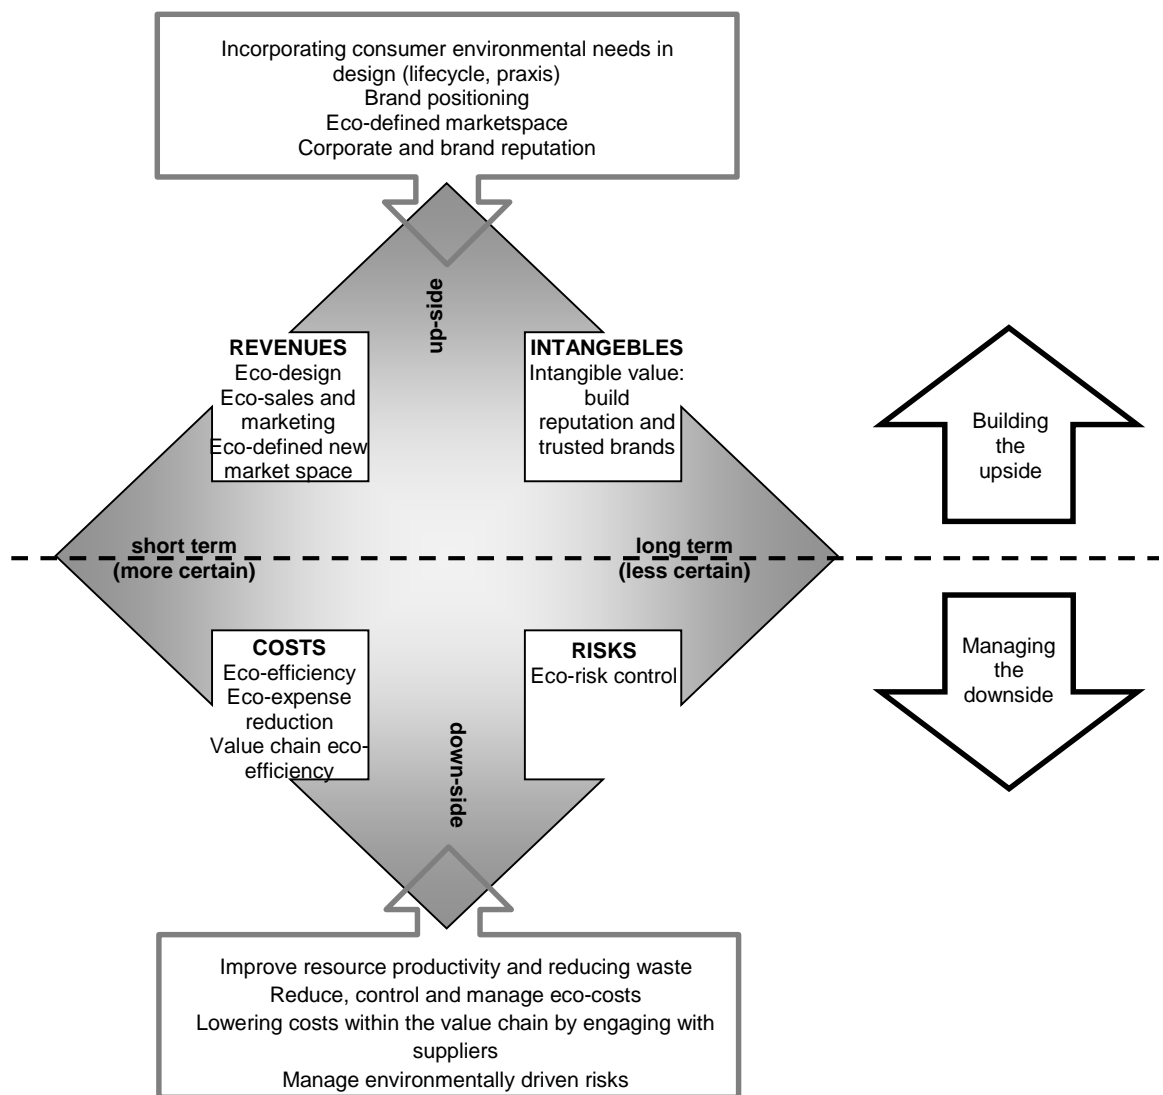 Incorporating consumer environmental needs in
design (lifecycle, praxis)
Brand positioning
Eco-defined marketspace
Corporate and brand reputation
up-side
REVENUES
Eco-design
Eco-sales and
marketing
Eco-defined new
market space
INTANGEBLES
Intangible value:
build
reputation and
trusted brands
Building
the
upside
short term
(more certain)
long term
(less certain)
COSTS
Eco-efficiency
Eco-expense
reduction
Value chain eco-
efficiency
RISKS
Eco-risk control
Managing
the
downside
down-side
Improve resource productivity and reducing waste
Reduce, control and manage eco-costs
Lowering costs within the value chain by engaging with
suppliers
Manage environmentally driven risks